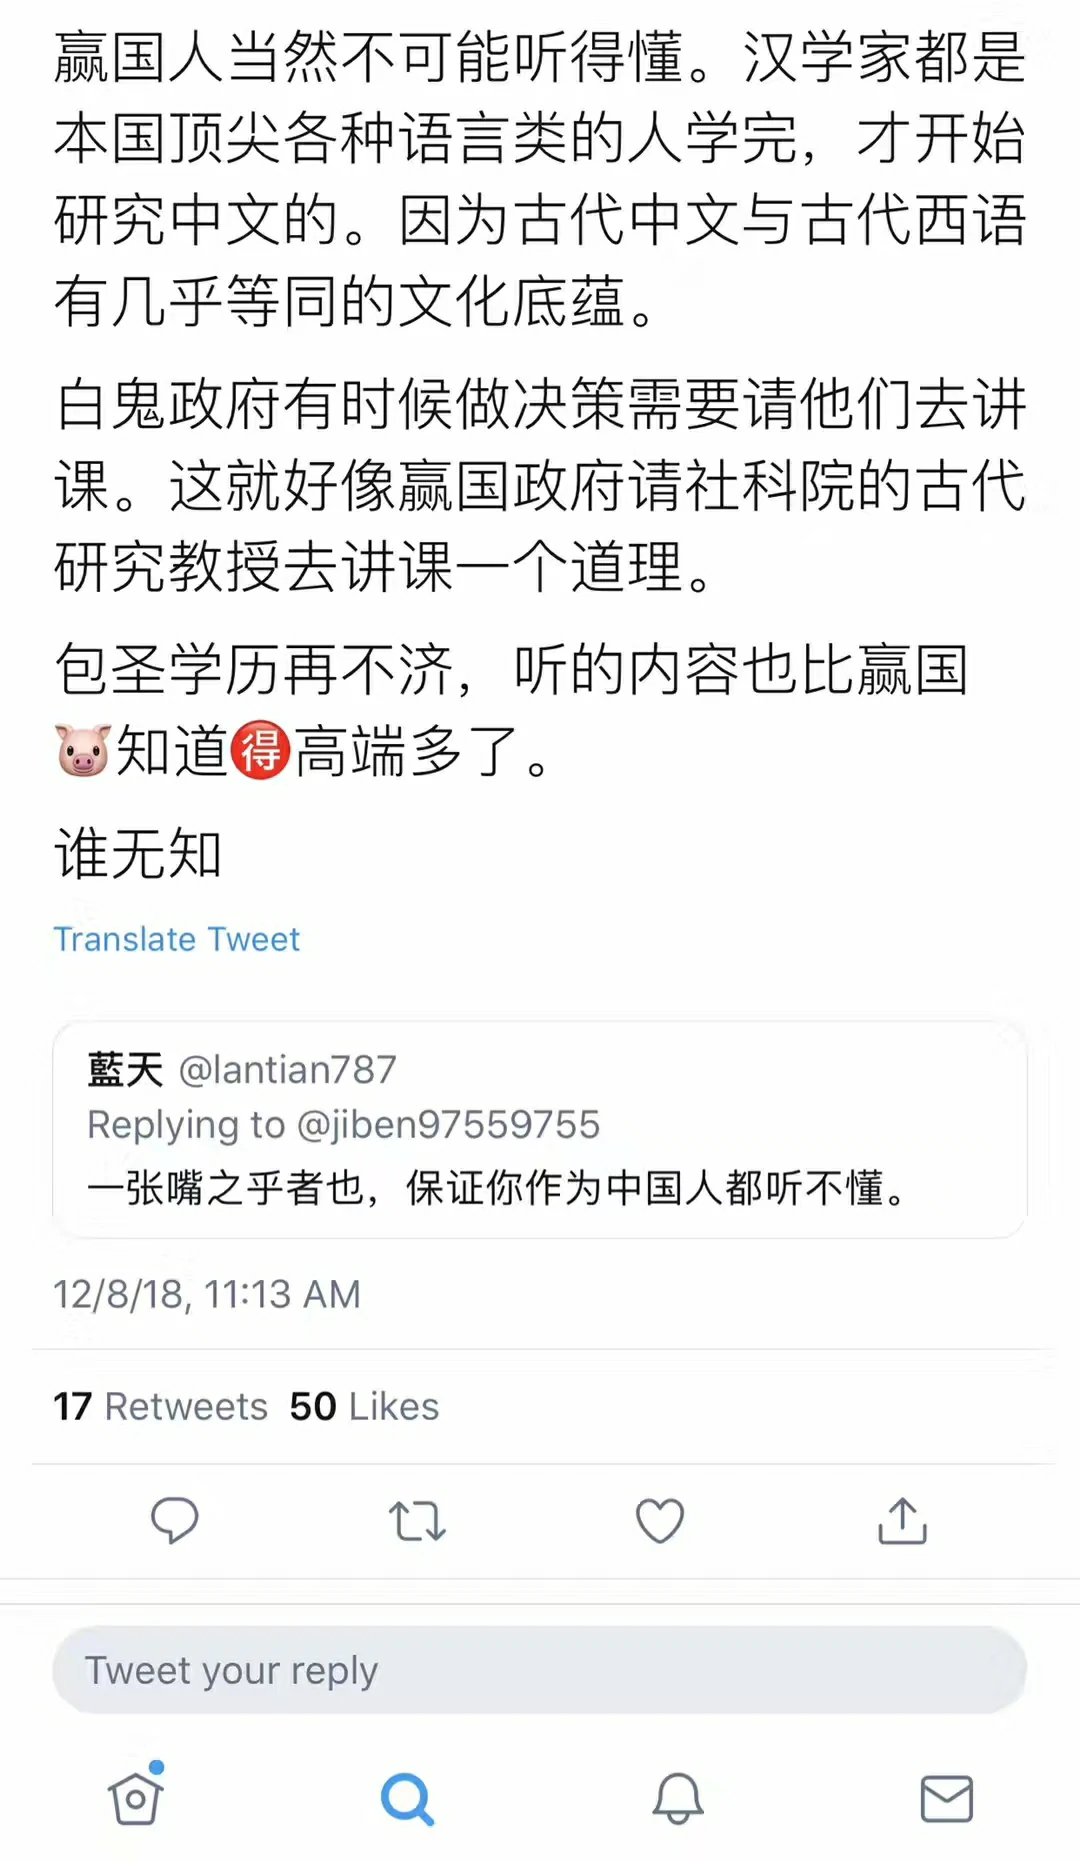 赢国人当然不可能听得懂。汉学家都是
本国顶尖各种语言类的人学完，才开始
研究中文的。因为古代中文与古代西语
有几乎等同的文化底蕴。
白鬼政府有时候做决策需要请他们去讲
课。这就好像赢国政府请社科院的古代
研究教授去讲课一个道理。
包圣学历再不济，听的内容也比赢国
🐷知道🉐高端多了。
谁无知
Translate Tweet
藍天 @lantian787
Replying to @jiben97559755
一张嘴之乎者也，保证你作为中国人都听不懂。
12/8/18, 11:13 AM
17 Retweets 50 Likes
Tweet your reply